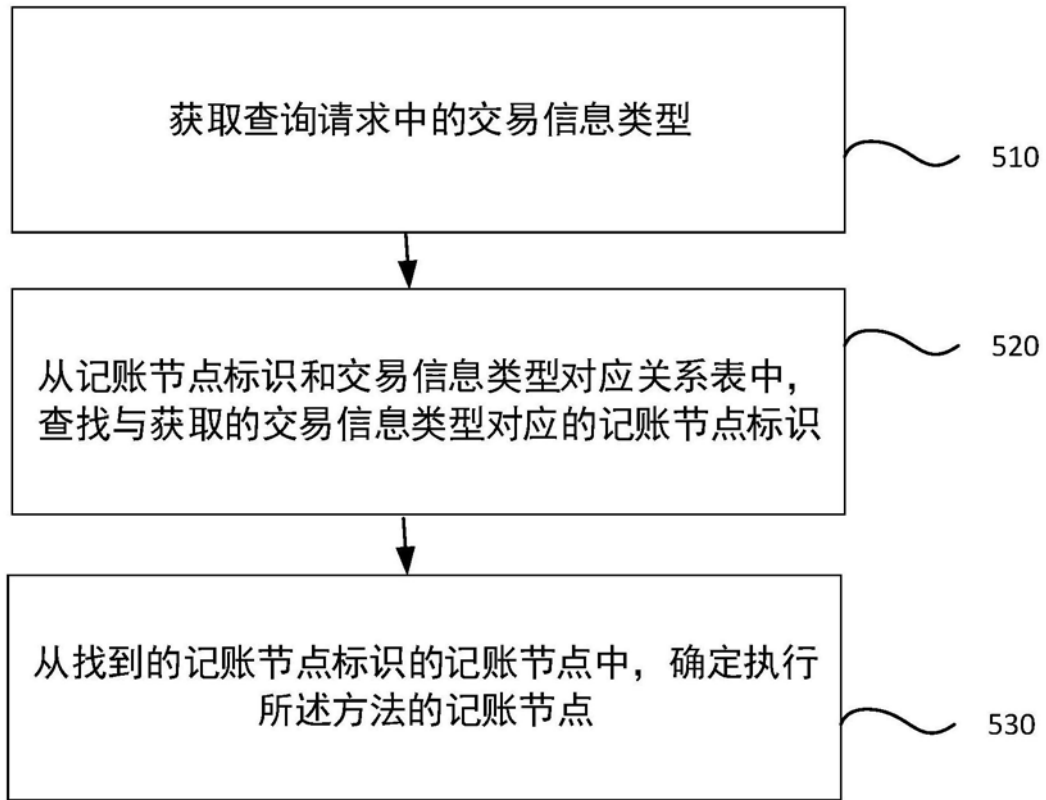 获取查询请求中的交易信息类型
510
从记账节点标识和交易信息类型对应关系表中，
查找与获取的交易信息类型对应的记账节点标识
520
从找到的记账节点标识的记账节点中，确定执行
所述方法的记账节点
530